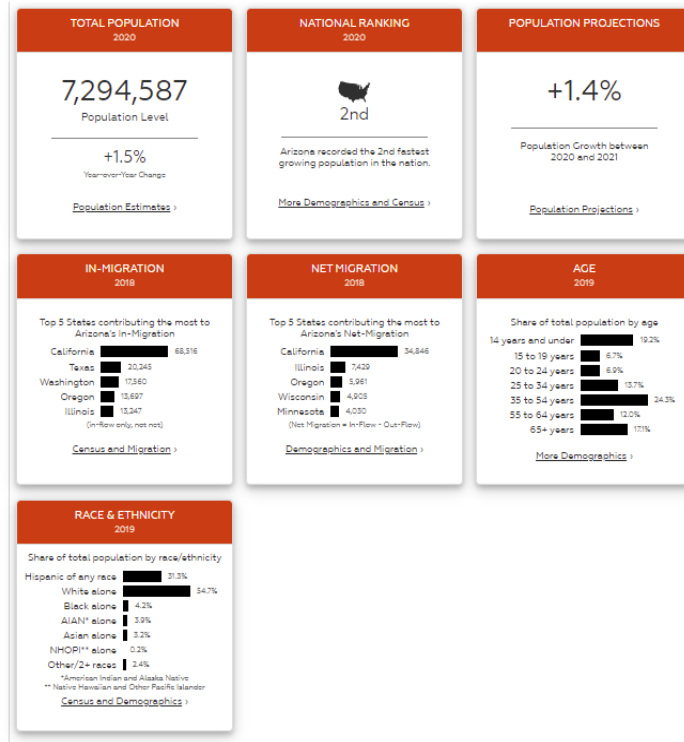 TOTAL POPULATION
2020
7,294,587
Population Level
+1.5%
Year-over-Year Change
Population Estimates ›
NATIONAL RANKING
2020
2nd
Arizona recorded the 2nd fastest
growing population in the nation.
More Demographics and Census ›
POPULATION PROJECTIONS
+1.4%
Population Growth between
2020 and 2021
Population Projections ›
IN-MIGRATION
2018
Top 5 States contributing the most to
Arizona's In-Migration
California 68,516
Texas 20,245
Washington 17,560
Oregon 13,697
Illinois 13,247
(in-flow only, not net)
Census and Migration ›
NET MIGRATION
2018
Top 5 States contributing the most to
Arizona's Net-Migration
California 34,846
Illinois 7,429
Oregon 5,961
Wisconsin 4,905
Minnesota 4,030
(Net Migration = In-Flow - Out-Flow)
Demographics and Migration ›
AGE
2019
Share of total population by age
14 years and under 19.2%
15 to 19 years 6.7%
20 to 24 years 6.9%
25 to 34 years 13.7%
35 to 54 years 24.3%
55 to 64 years 12.0%
65+ years 17.1%
More Demographics ›
RACE & ETHNICITY
2019
Share of total population by race/ethnicity
Hispanic of any race 31.3%
White alone 54.7%
Black alone 4.2%
AIAN* alone 3.9%
Asian alone 3.2%
NHOPI** alone 0.2%
Other/2+ races 2.4%
*American Indian and Alaska Native
** Native Hawaiian and Other Pacific Islander
Census and Demographics ›